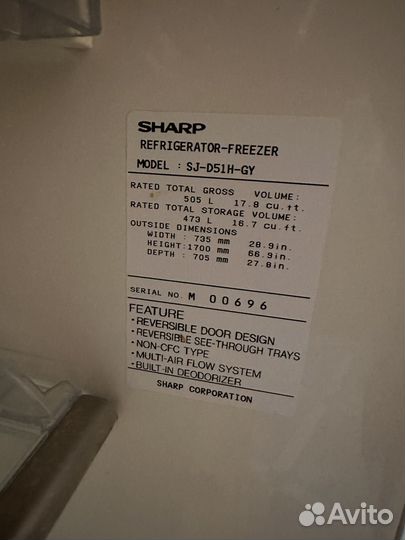 SHARP
REFRIGERATOR-FREEZER
MODEL : SJ-D51H-GY
RATED TOTAL GROSS VOLUME:
505 L 17.8 cu.ft.
RATED TOTAL STORAGE VOLUME:
473 L 16.7 cu.ft.
OUTSIDE DIMENSIONS
WIDTH : 735 mm 28.9in.
HEIGHT:1700 mm 66.9in.
DEPTH : 705 mm 27.8in.
SERIAL NO. M 00696
FEATURE
•REVERSIBLE DOOR DESIGN
•REVERSIBLE SEE-THROUGH TRAYS
•NON-CFC TYPE
•MULTI-AIR FLOW SYSTEM
•BUILT-IN DEODORIZER
SHARP CORPORATION
Avito